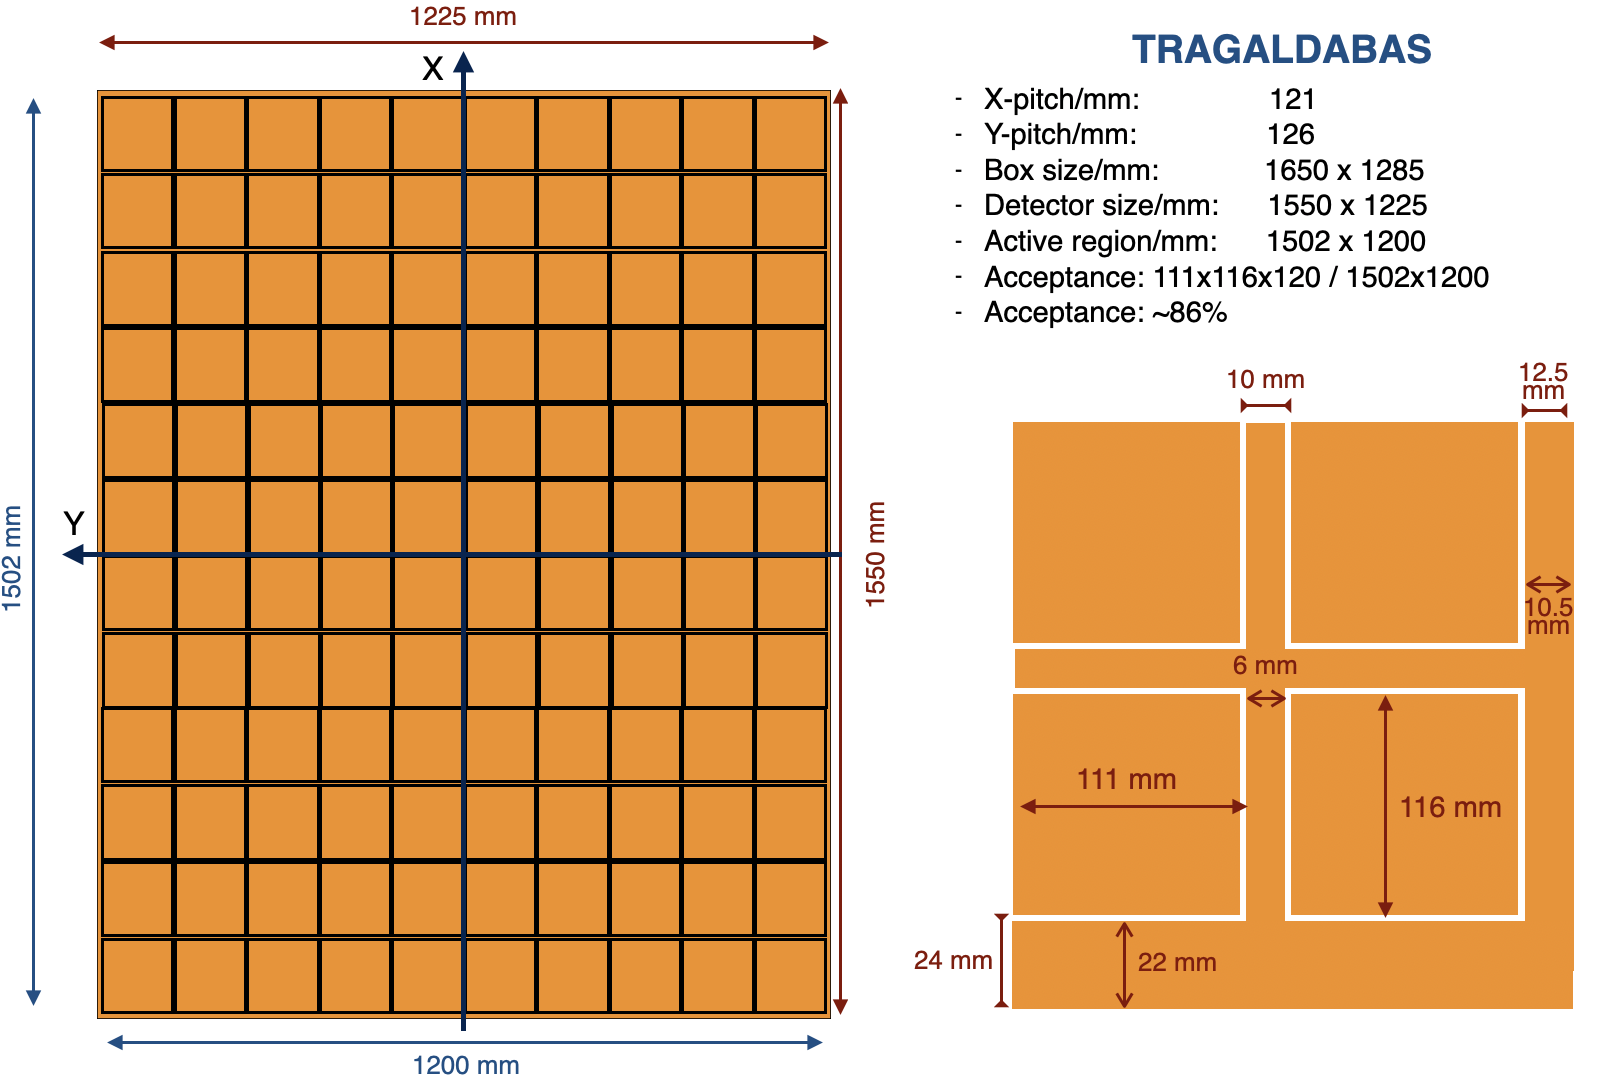 1225 mm
X
Y
1502 mm
1550 mm
1200 mm
TRAGALDABAS
- X-pitch/mm: 121
- Y-pitch/mm: 126
- Box size/mm: 1650 x 1285
- Detector size/mm: 1550 x 1225
- Active region/mm: 1502 x 1200
- Acceptance: 111x116x120 / 1502x1200
- Acceptance: ~86%
10 mm
12.5
mm
10.5
mm
6 mm
111 mm
116 mm
24 mm
22 mm